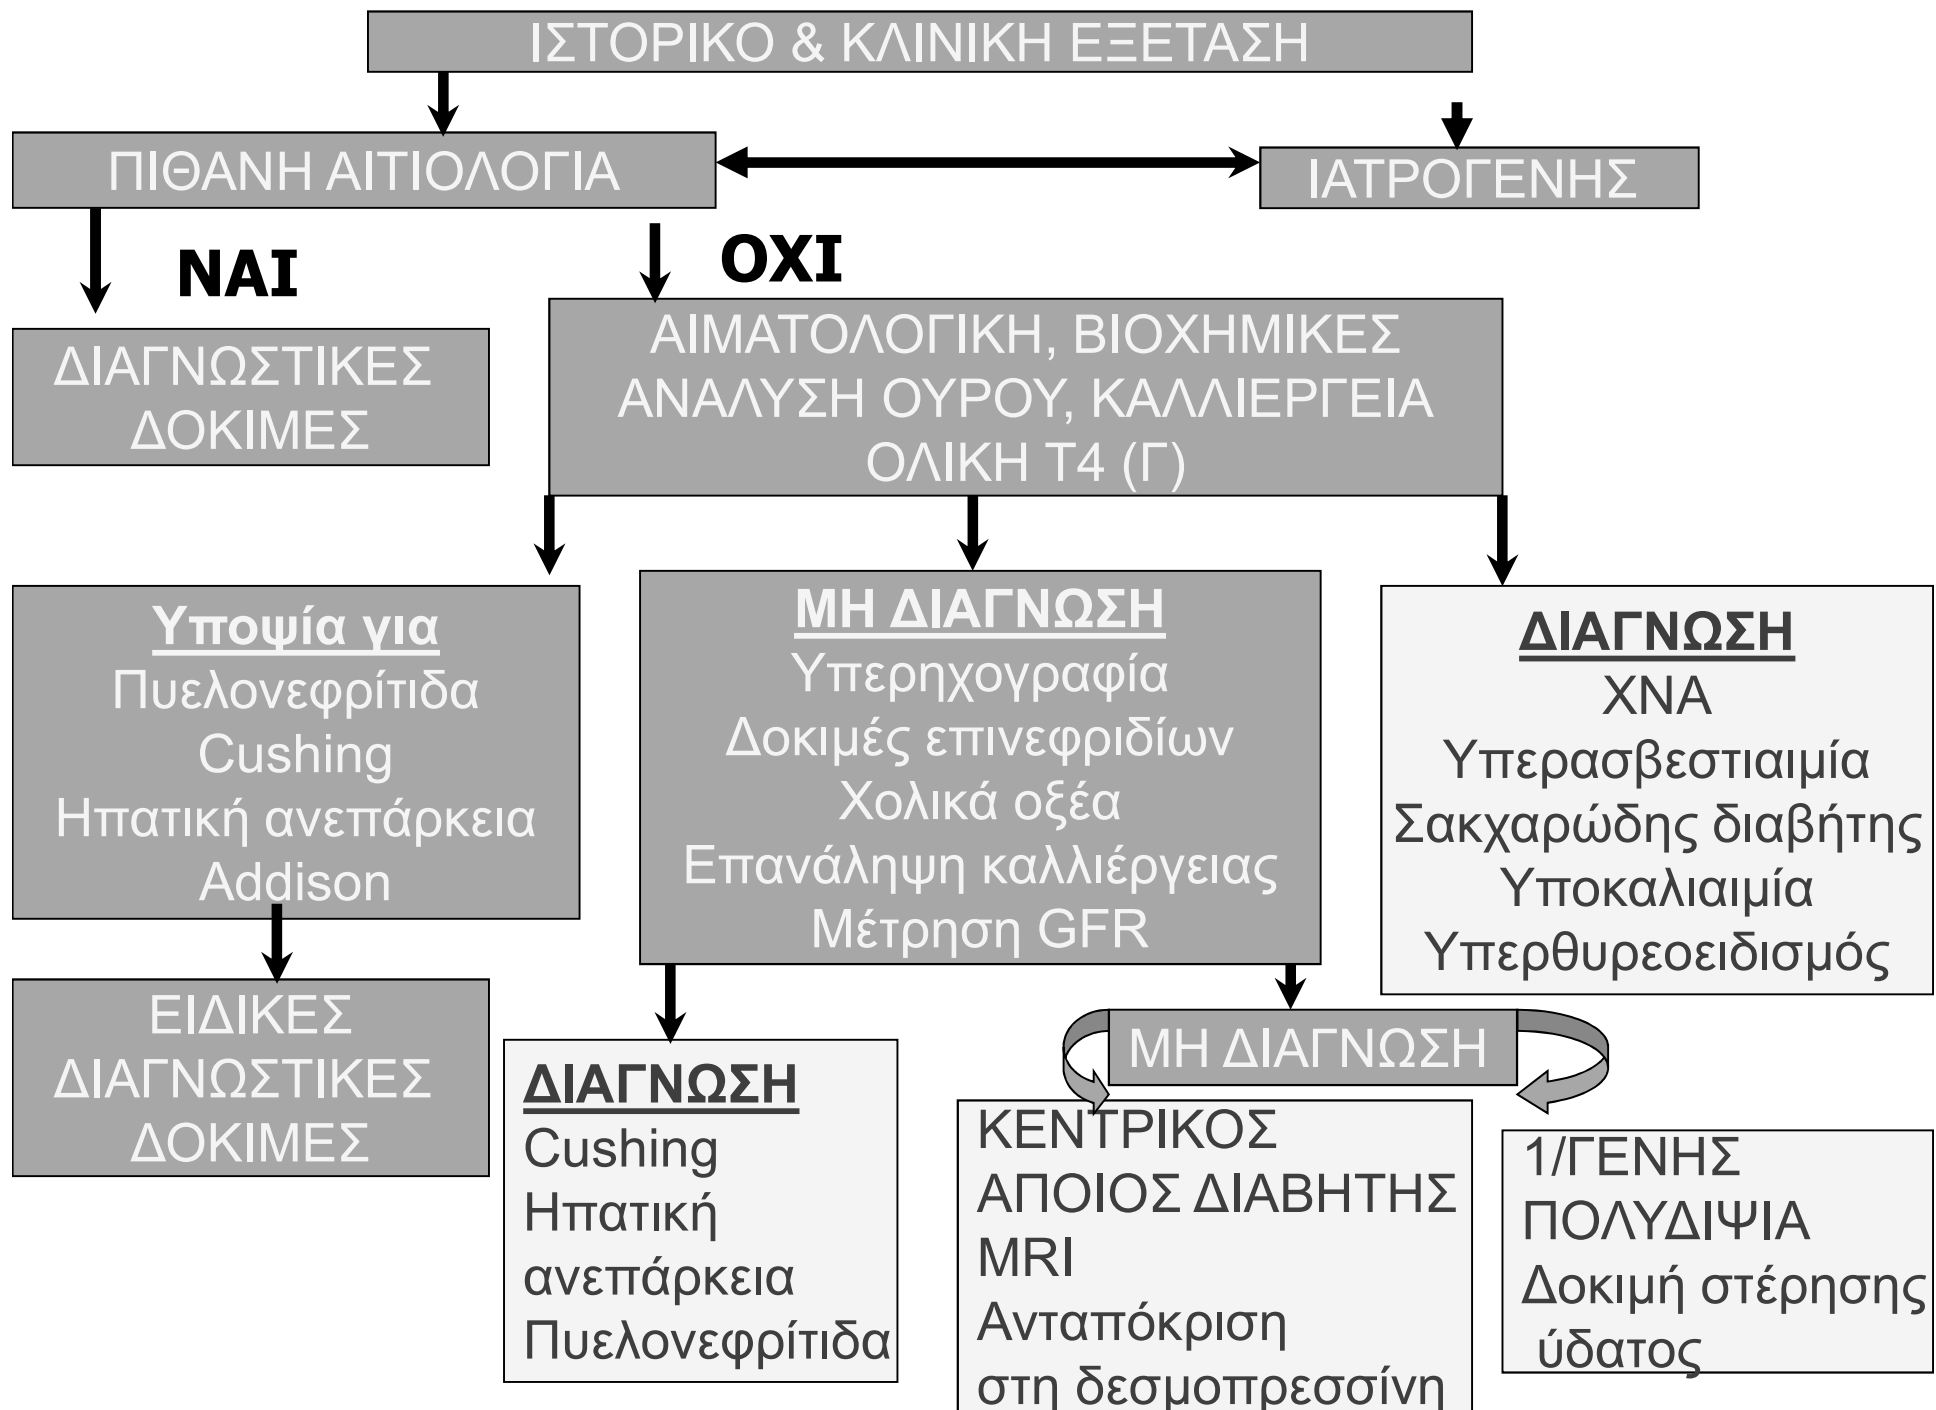 ΙΣΤΟΡΙΚΟ & ΚΛΙΝΙΚΗ ΕΞΕΤΑΣΗ
ΠΙΘΑΝΗ ΑΙΤΙΟΛΟΓΙΑ
ΙΑΤΡΟΓΕΝΗΣ
ΝΑΙ
ΟΧΙ
ΔΙΑΓΝΩΣΤΙΚΕΣ
ΔΟΚΙΜΕΣ
ΑΙΜΑΤΟΛΟΓΙΚΗ, ΒΙΟΧΗΜΙΚΕΣ
ΑΝΑΛΥΣΗ ΟΥΡΟΥ, ΚΑΛΛΙΕΡΓΕΙΑ
ΟΛΙΚΗ Τ4 (Γ)
Υποψία για
Πυελονεφρίτιδα
Cushing
Ηπατική ανεπάρκεια
Addison
ΜΗ ΔΙΑΓΝΩΣΗ
Υπερηχογραφία
Δοκιμές επινεφριδίων
Χολικά οξέα
Επανάληψη καλλιέργειας
Μέτρηση GFR
ΔΙΑΓΝΩΣΗ
ΧΝΑ
Υπερασβεστιαιμία
Σακχαρώδης διαβήτης
Υποκαλιαιμία
Υπερθυρεοειδισμός
ΕΙΔΙΚΕΣ
ΔΙΑΓΝΩΣΤΙΚΕΣ
ΔΟΚΙΜΕΣ
ΔΙΑΓΝΩΣΗ
Cushing
Ηπατική
ανεπάρκεια
Πυελονεφρίτιδα
ΜΗ ΔΙΑΓΝΩΣΗ
ΚΕΝΤΡΙΚΟΣ
ΑΠΟΙΟΣ ΔΙΑΒΗΤΗΣ
MRI
Ανταπόκριση
στη δεσμοπρεσσίνη
1/ΓΕΝΗΣ
ΠΟΛΥΔΙΨΙΑ
Δοκιμή στέρησης
ύδατος